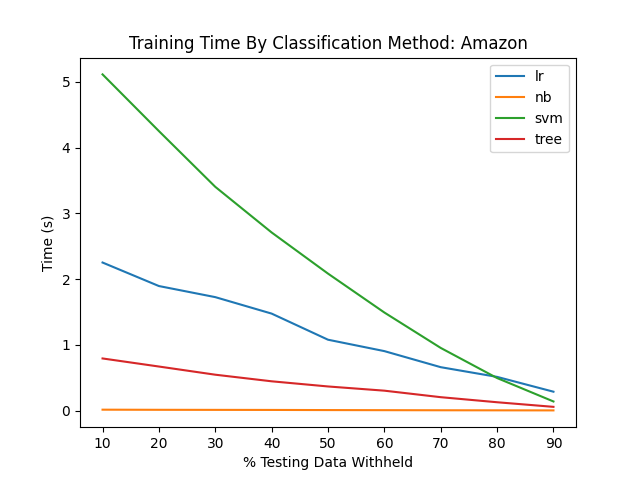 Training Time By Classification Method: Amazon
lr
nb
svm
tree
5
4
3
2
1
0
Time (s)
10 20 30 40 50 60 70 80 90
% Testing Data Withheld